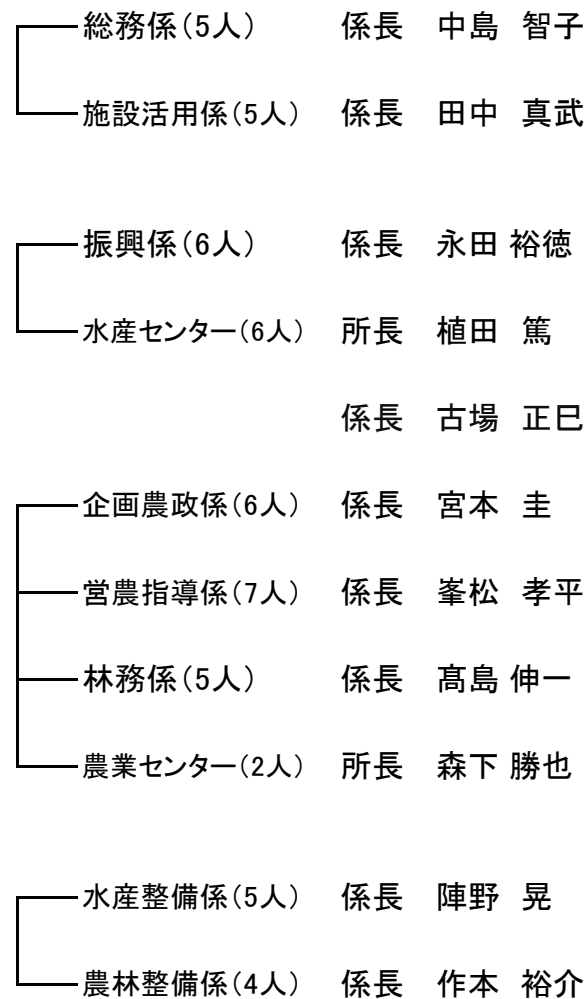 総務係(5人) 係長 中島 智子
施設活用係(5人) 係長 田中 真武
振興係(6人) 係長 永田 裕徳
水産センター(6人) 所長 植田 篤
係長 古場 正巳
企画農政係(6人) 係長 宮本 圭
営農指導係(7人) 係長 峯松 孝平
林務係(5人) 係長 髙島 伸一
農業センター(2人) 所長 森下 勝也
水産整備係(5人) 係長 陣野 晃
農林整備係(4人) 係長 作本 裕介